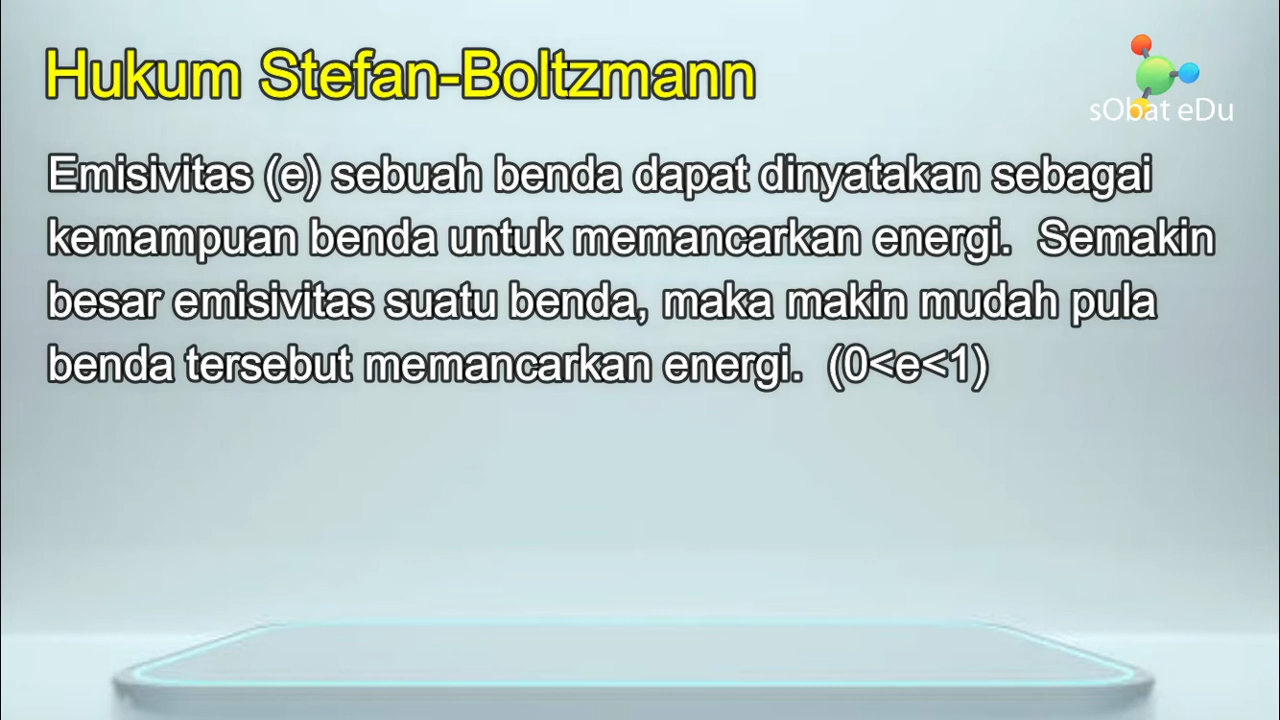 Hukum Stefan-Boltzmann
sObat eDu
Emisivitas (e) sebuah benda dapat dinyatakan sebagai
kemampuan benda untuk memancarkan energi.  Semakin
besar emisivitas suatu benda, maka makin mudah pula
benda tersebut memancarkan energi.  (0<e<1)